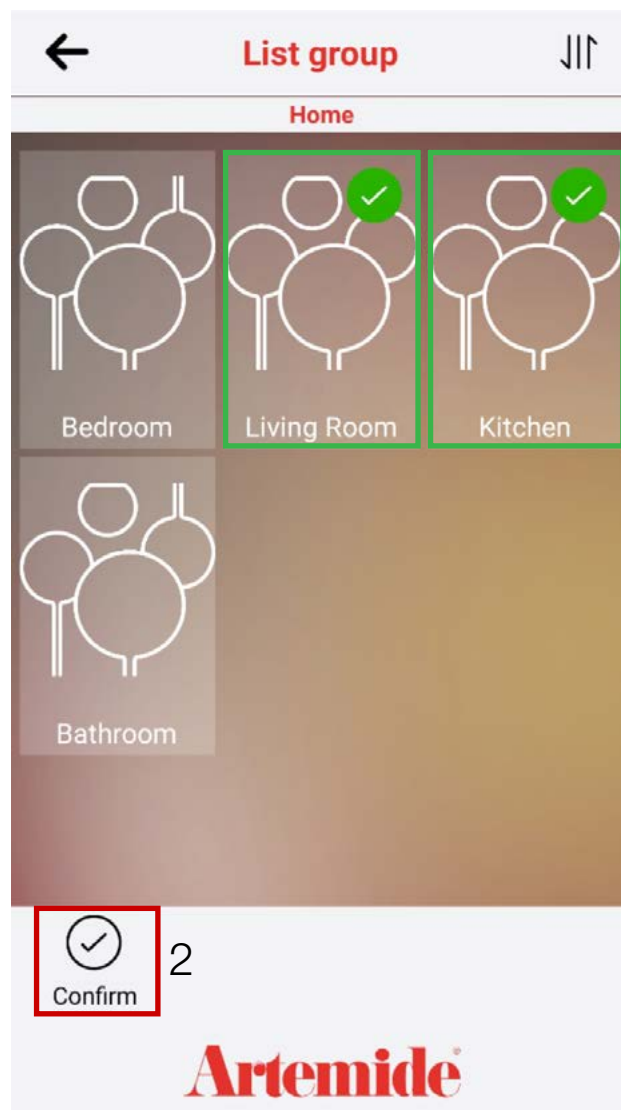 List group
Home
Bedroom
Living Room
Kitchen
Bathroom
2
Confirm
Artemide®